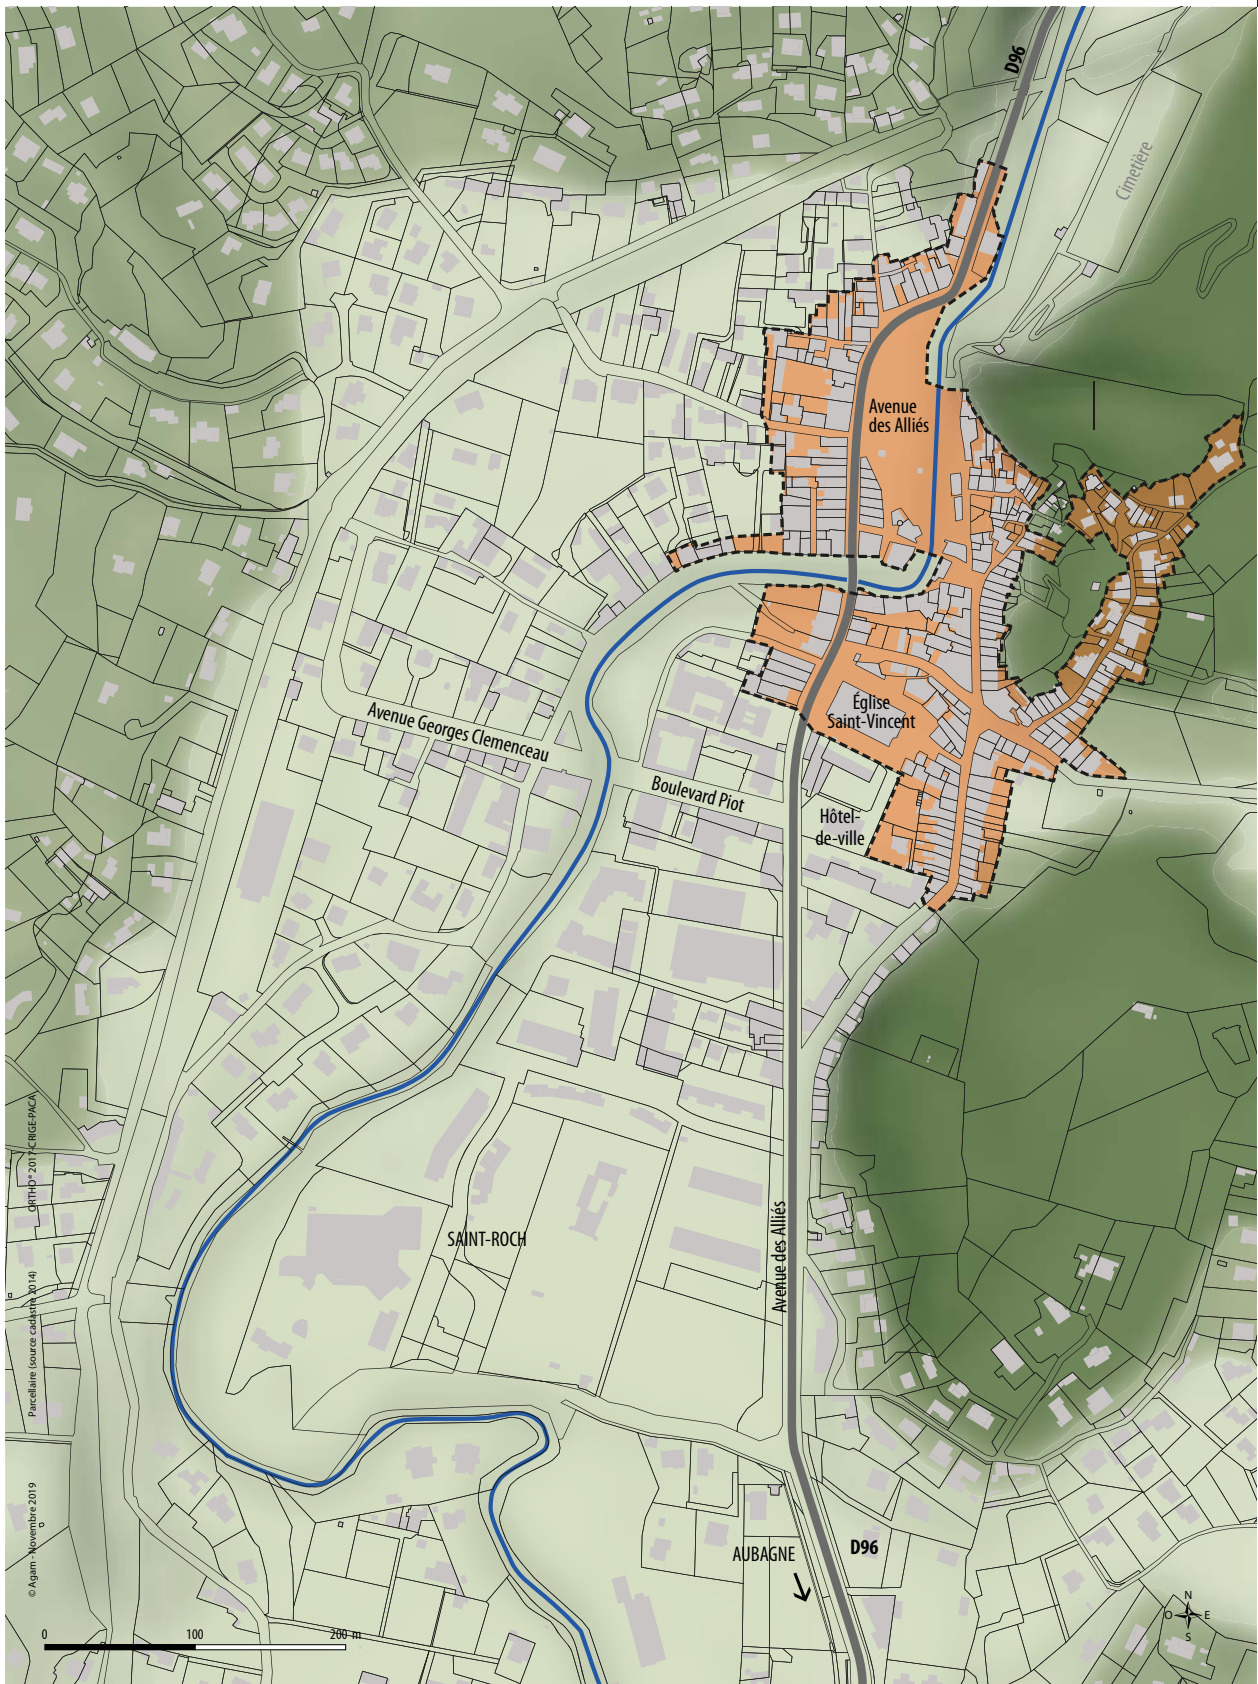 D96
Cimetière
Avenue
des Alliés
Église
Saint-Vincent
Avenue Georges Clemenceau
Boulevard Piot
Hôtel-
de-ville
SAINT-ROCH
Avenue des Alliés
AUBAGNE
D96
© Agam - Novembre 2019
Parcellaire (source cadastre 2014)
ORTHO® 2017-CRIGE-PACA
0 100 200 m
N
O E
S